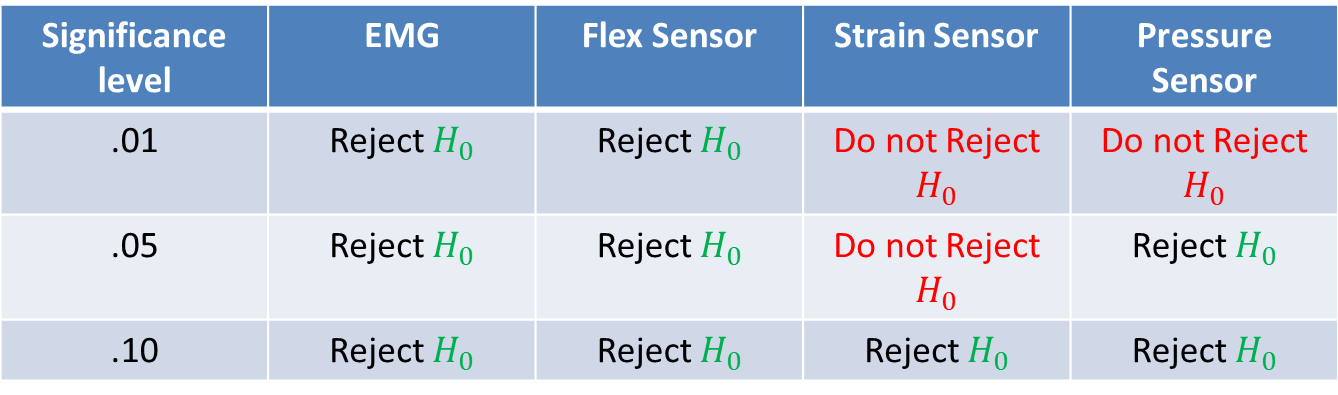 Significance level EMG Flex Sensor Strain Sensor Pressure Sensor
.01 Reject H₀ Reject H₀ Do not Reject H₀ Do not Reject H₀
.05 Reject H₀ Reject H₀ Do not Reject H₀ Reject H₀
.10 Reject H₀ Reject H₀ Reject H₀ Reject H₀